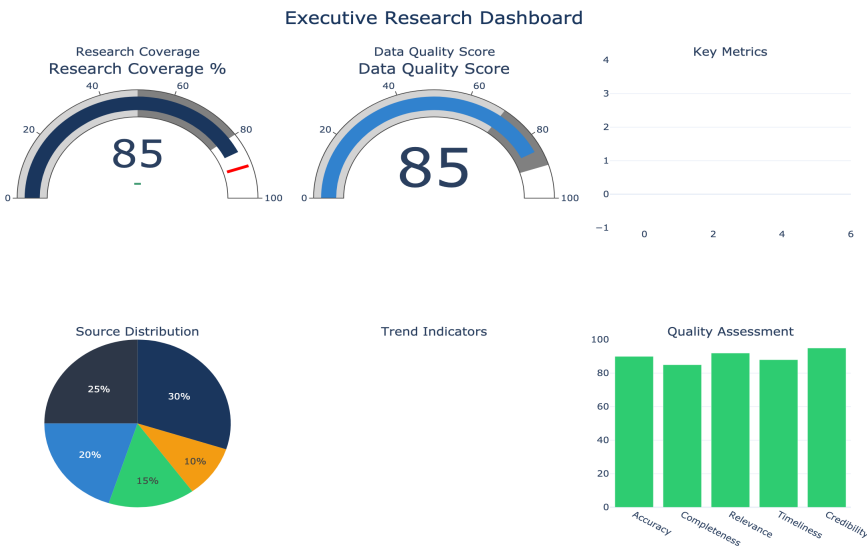 Executive Research Dashboard
Research Coverage
Research Coverage %
0
20
40
60
80
100
85
-
Data Quality Score
Data Quality Score
0
20
40
60
80
100
85
Key Metrics
4
3
2
1
0
−1
0
2
4
6
Source Distribution
25%
30%
20%
10%
15%
Trend Indicators
Quality Assessment
100
80
60
40
20
0
Accuracy
Completeness
Relevance
Timeliness
Credibility